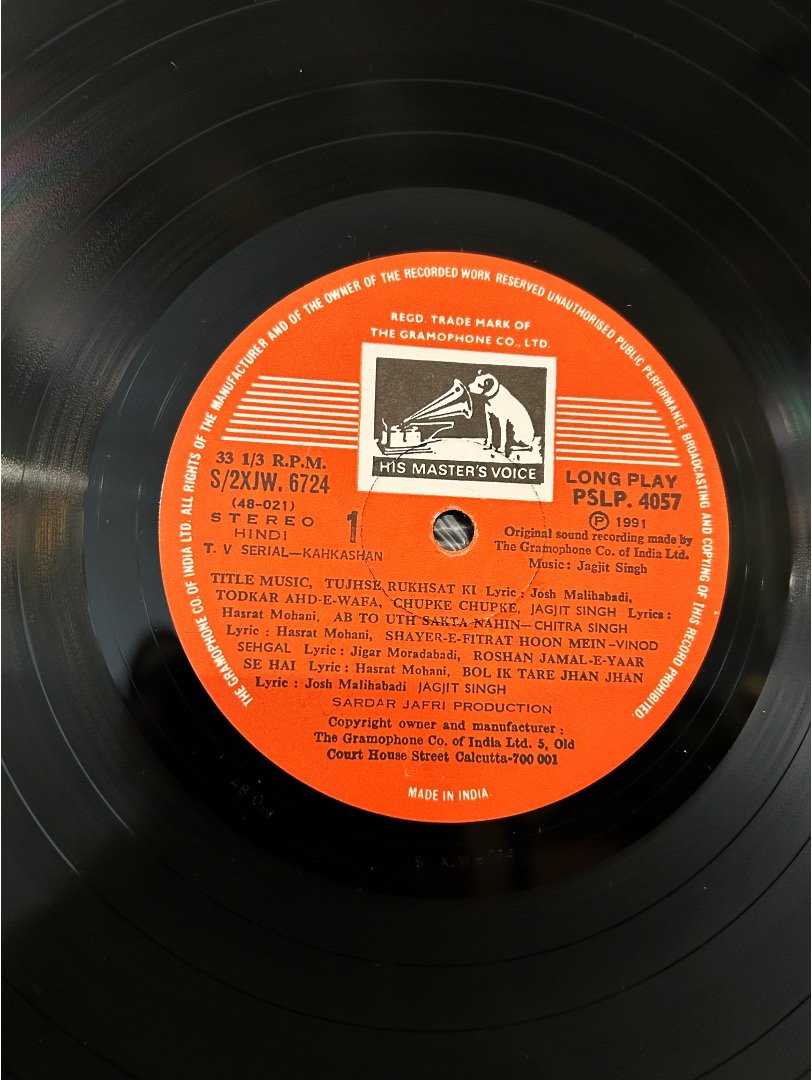 THE GRAMOPHONE CO. OF INDIA LTD. ALL RIGHTS OF THE MANUFACTURER AND OF THE OWNER OF THE RECORDED WORK RESERVED UNAUTHORISED PUBLIC PERFORMANCE BROADCASTING AND COPYING OF THIS RECORD PROHIBITED.
REGD. TRADE MARK OF
THE GRAMOPHONE CO., LTD.
HIS MASTER'S VOICE
33 1/3 R.P.M.
S/2XJW. 6724
(48-021)
STEREO
HINDI
T. V SERIAL—KAHKASHAN
1
LONG PLAY
PSLP. 4057
Ⓟ 1991
Original sound recording made by
The Gramophone Co. of India Ltd.
Music : Jagjit Singh
TITLE MUSIC, TUJHSE RUKHSAT KI Lyric : Josh Malihabadi,
TODKAR AHD-E-WAFA, CHUPKE CHUPKE, JAGJIT SINGH Lyrics :
Hasrat Mohani, AB TO UTH SAKTA NAHIN—CHITRA SINGH
Lyric : Hasrat Mohani, SHAYER-E-FITRAT HOON MEIN—VINOD
SEHGAL Lyric : Jigar Moradabadi, ROSHAN JAMAL-E-YAAR
SE HAI Lyric : Hasrat Mohani, BOL IK TARE JHAN JHAN
Lyric : Josh Malihabadi JAGJIT SINGH
SARDAR JAFRI PRODUCTION
Copyright owner and manufacturer :
The Gramophone Co. of India Ltd. 5, Old
Court House Street Calcutta-700 001
MADE IN INDIA